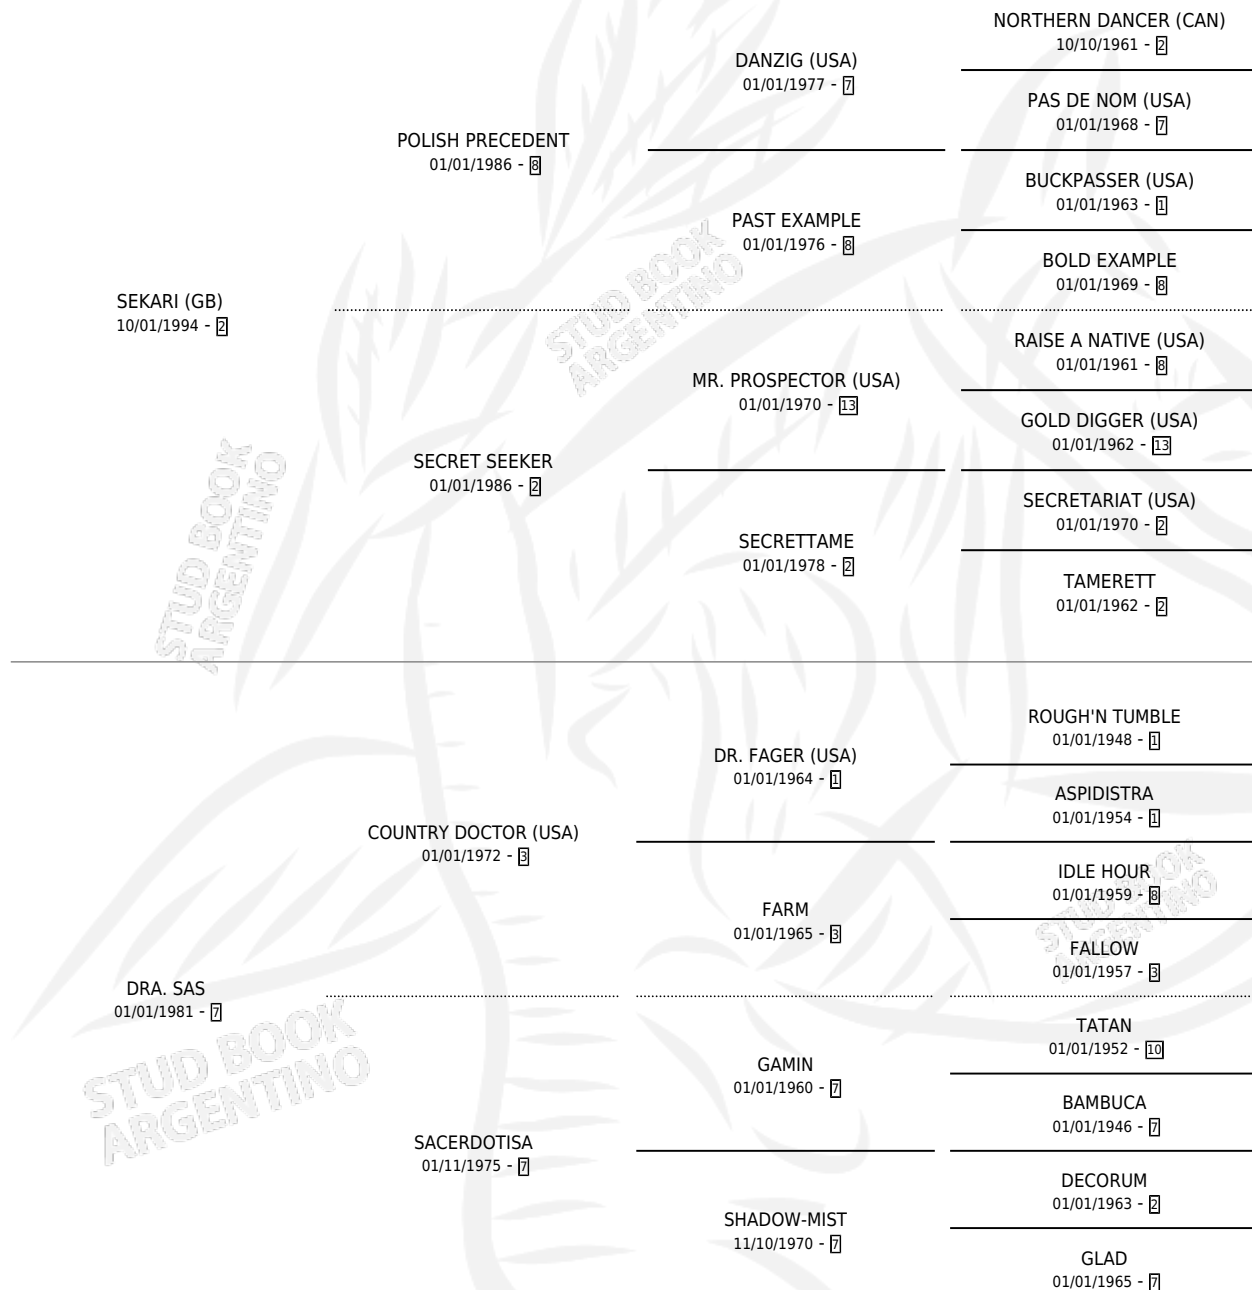 NORTHERN DANCER (CAN)
10/10/1961 - 2
DANZIG (USA)
01/01/1977 - 7
PAS DE NOM (USA)
01/01/1968 - 7
POLISH PRECEDENT
01/01/1986 - 8
BUCKPASSER (USA)
01/01/1963 - 1
PAST EXAMPLE
01/01/1976 - 8
BOLD EXAMPLE
01/01/1969 - 8
SEKARI (GB)
10/01/1994 - 2
STUD BOOK
ARGENTINO
RAISE A NATIVE (USA)
01/01/1961 - 8
MR. PROSPECTOR (USA)
01/01/1970 - 13
GOLD DIGGER (USA)
01/01/1962 - 13
SECRET SEEKER
01/01/1986 - 2
SECRETARIAT (USA)
01/01/1970 - 2
SECRETTAME
01/01/1978 - 2
TAMERETT
01/01/1962 - 2
STUD BOOK
ARGENTINO
ROUGH'N TUMBLE
01/01/1948 - 1
DR. FAGER (USA)
01/01/1964 - 1
ASPIDISTRA
01/01/1954 - 1
COUNTRY DOCTOR (USA)
01/01/1972 - 3
IDLE HOUR
01/01/1959 - 8
FARM
01/01/1965 - 3
STUD BOOK
ARGENTINO
FALLOW
01/01/1957 - 3
DRA. SAS
01/01/1981 - 7
TATAN
01/01/1952 - 10
GAMIN
01/01/1960 - 7
STUD BOOK
ARGENTINO
BAMBUCA
01/01/1946 - 7
SACERDOTISA
01/11/1975 - 7
DECORUM
01/01/1963 - 2
SHADOW-MIST
11/10/1970 - 7
GLAD
01/01/1965 - 7